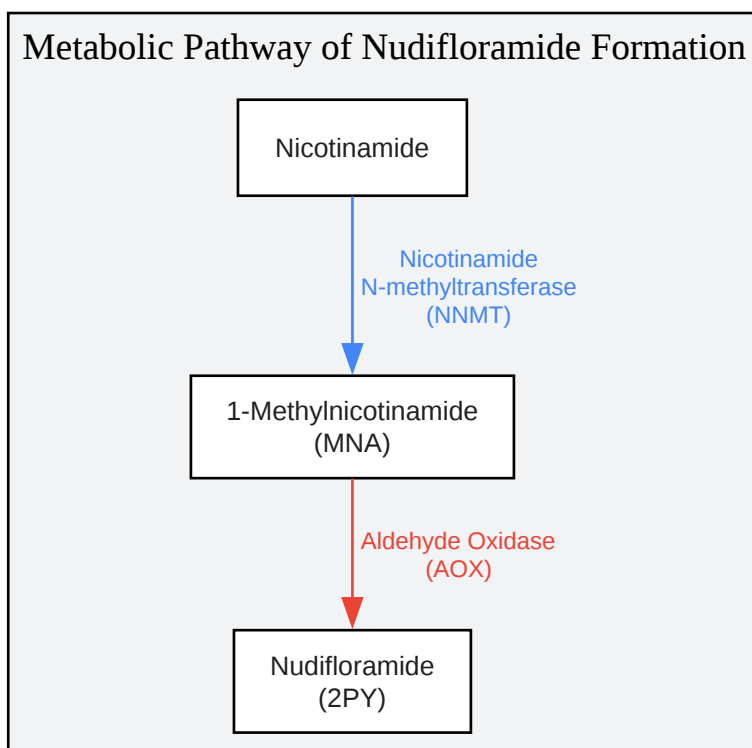 Metabolic Pathway of Nudifloramide Formation
Nicotinamide
Nicotinamide
N-methyltransferase
(NNMT)
1-Methylnicotinamide
(MNA)
Aldehyde Oxidase
(AOX)
Nudifloramide
(2PY)